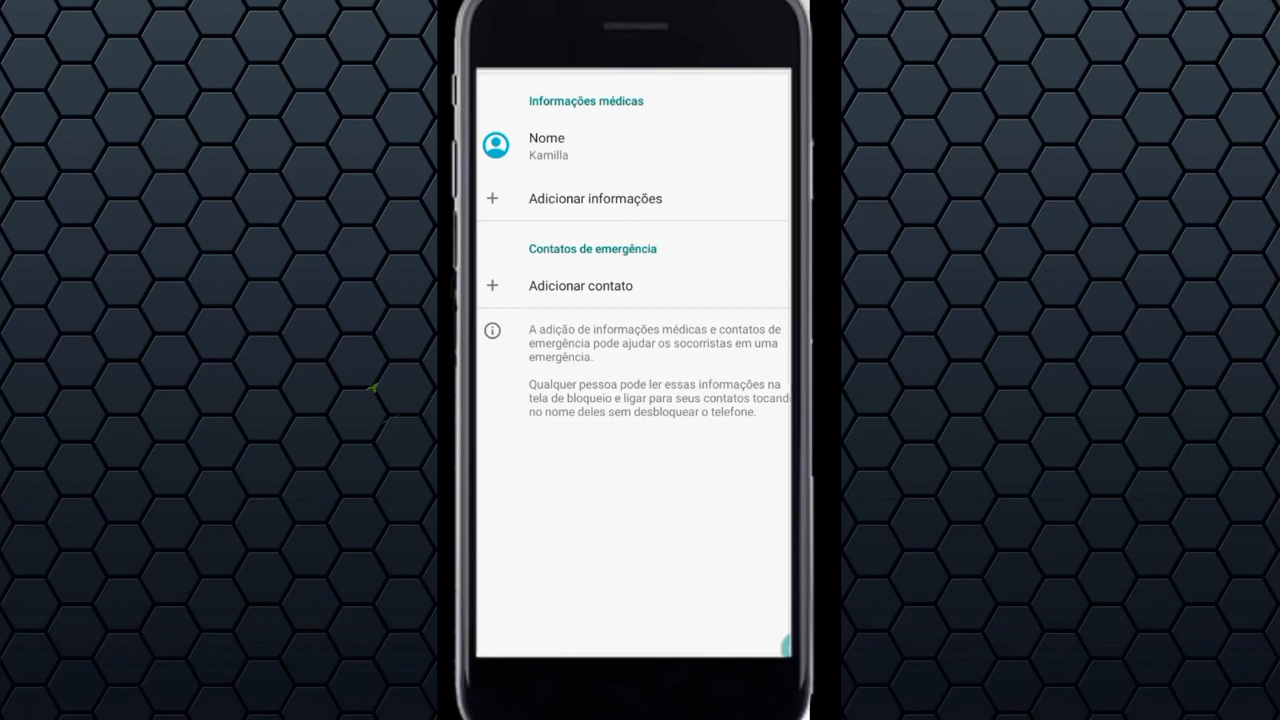 Informações médicas
Nome
Kamilla
Adicionar informações
Contatos de emergência
Adicionar contato
A adição de informações médicas e contatos de
emergência pode ajudar os socorristas em uma
emergência.
Qualquer pessoa pode ler essas informações na
tela de bloqueio e ligar para seus contatos tocando
no nome deles sem desbloquear o telefone.